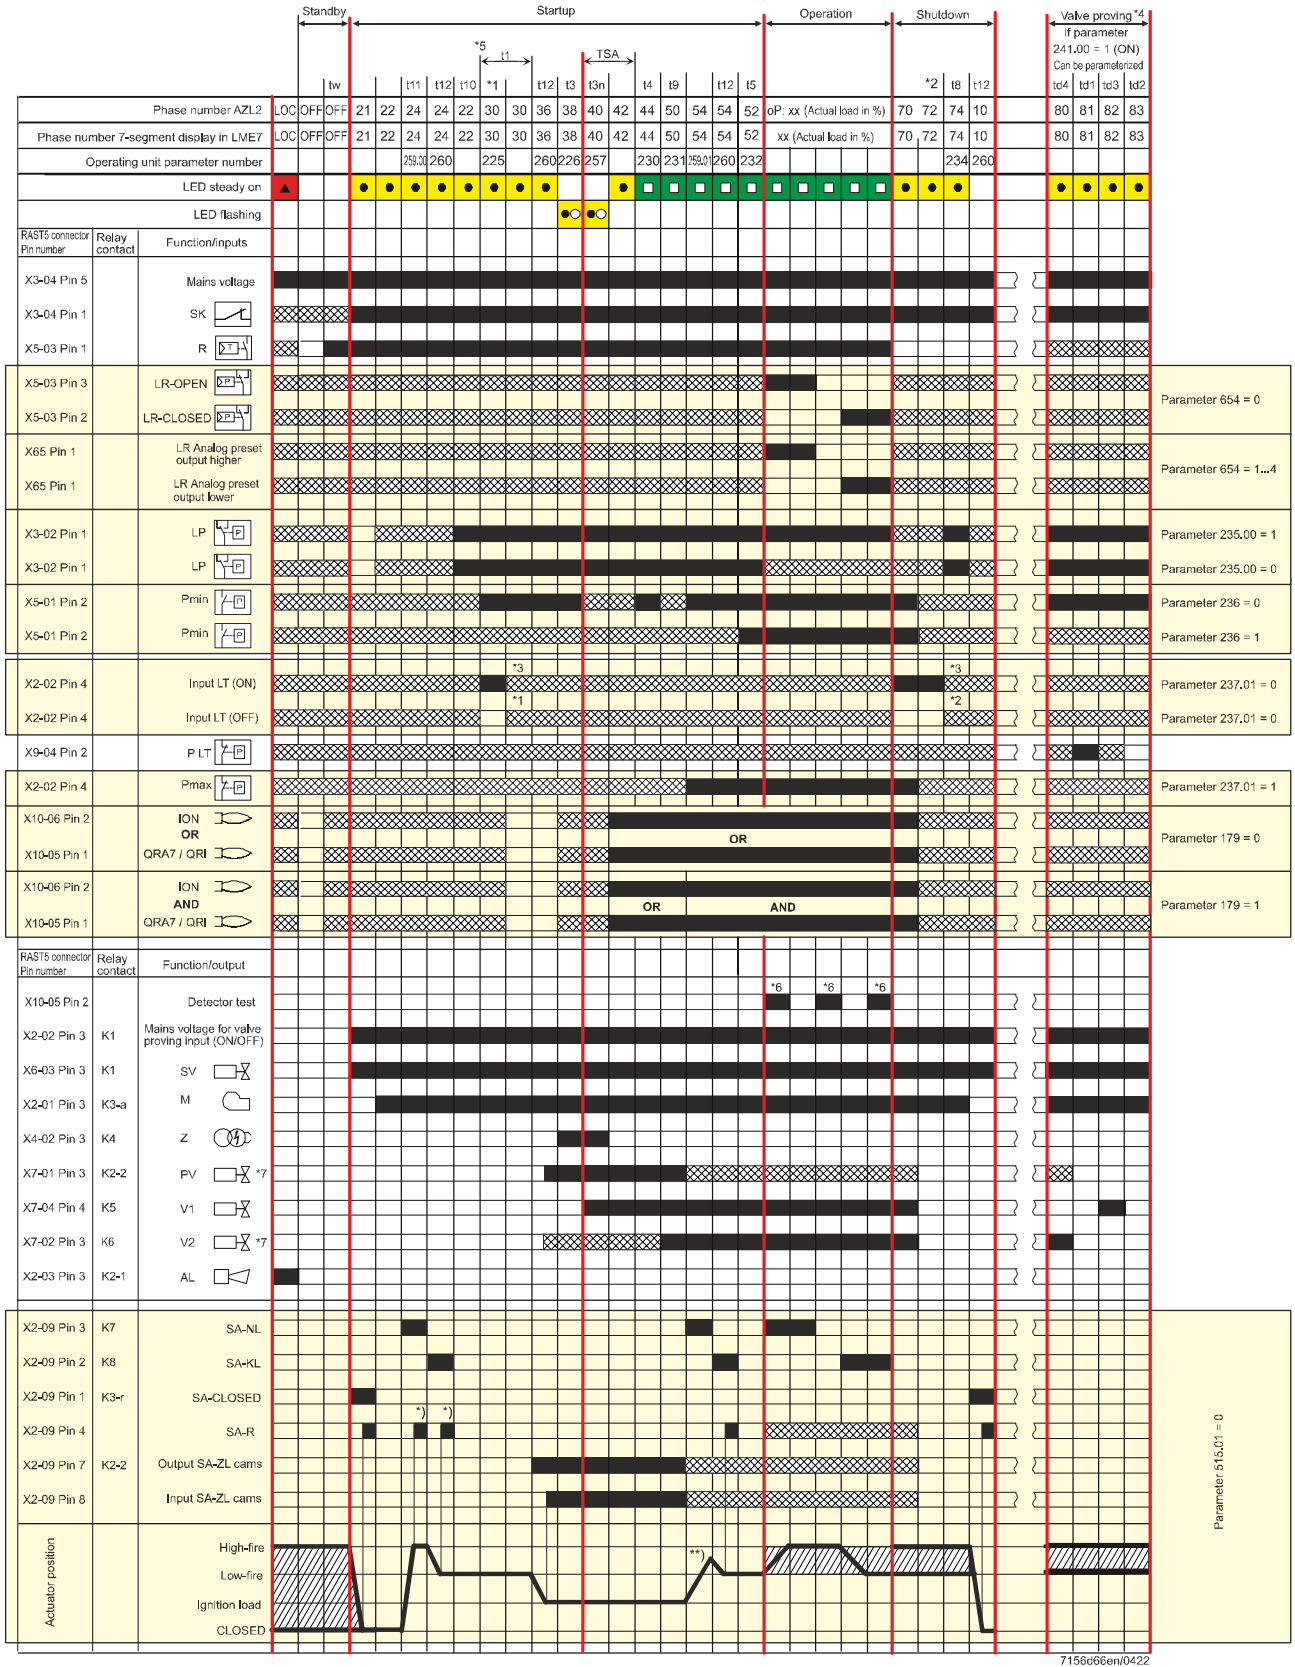 Standby Startup Operation Shutdown Valve proving *4
if parameter
241.00 = 1 (ON)
Can be parameterized
*5 t1 TSA
tw t11 t12 t10 *1 t12 t3 t3n t4 t9 t12 t5 *2 t8 t12 td4 td1 td3 td2
Phase number AZL2 LOC OFF OFF 21 22 24 24 22 30 30 36 38 40 42 44 50 54 54 52 oP: xx (Actual load in %) 70 72 74 10 80 81 82 83
Phase number 7-segment display in LME7 LOC OFF OFF 21 22 24 24 22 30 30 36 38 40 42 44 50 54 54 52 xx (Actual load in %) 70 72 74 10 80 81 82 83
Operating unit parameter number 259.00 260 225 260 226 257 230 231 259.01 260 232 234 260
LED steady on
LED flashing
RAST5 connector Pin number Relay contact Function/inputs
X3-04 Pin 5 Mains voltage
X3-04 Pin 1 SK
X5-03 Pin 1 R T
X5-03 Pin 3 LR-OPEN P
Parameter 654 = 0
X5-03 Pin 2 LR-CLOSED P
X65 Pin 1 LR Analog preset output higher
Parameter 654 = 1...4
X65 Pin 1 LR Analog preset output lower
X3-02 Pin 1 LP P Parameter 235.00 = 1
X3-02 Pin 1 LP P Parameter 235.00 = 0
X5-01 Pin 2 Pmin P Parameter 236 = 0
X5-01 Pin 2 Pmin P Parameter 236 = 1
*3 *3
X2-02 Pin 4 Input LT (ON) Parameter 237.01 = 0
*1 *2
X2-02 Pin 4 Input LT (OFF) Parameter 237.01 = 0
X9-04 Pin 2 P LT P
X2-02 Pin 4 Pmax P Parameter 237.01 = 1
X10-06 Pin 2 ION
OR OR Parameter 179 = 0
X10-05 Pin 1 QRA7 / QRI
X10-06 Pin 2 ION
AND OR AND Parameter 179 = 1
X10-05 Pin 1 QRA7 / QRI
RAST5 connector Pin number Relay contact Function/output
*6 *6 *6
X10-05 Pin 2 Detector test
X2-02 Pin 3 K1 Mains voltage for valve proving input (ON/OFF)
X6-03 Pin 3 K1 SV
X2-01 Pin 3 K3-a M
X4-02 Pin 3 K4 Z
X7-01 Pin 3 K2-2 PV *7
X7-04 Pin 4 K5 V1
X7-02 Pin 3 K6 V2 *7
X2-03 Pin 3 K2-1 AL
X2-09 Pin 3 K7 SA-NL
X2-09 Pin 2 K8 SA-KL
X2-09 Pin 1 K3-r SA-CLOSED
*) *)
X2-09 Pin 4 SA-R
X2-09 Pin 7 K2-2 Output SA-ZL cams
X2-09 Pin 8 Input SA-ZL cams
Parameter 515.01 = 0
Actuator position
High-fire
**)
Low-fire
Ignition load
CLOSED
7156d66en/0422